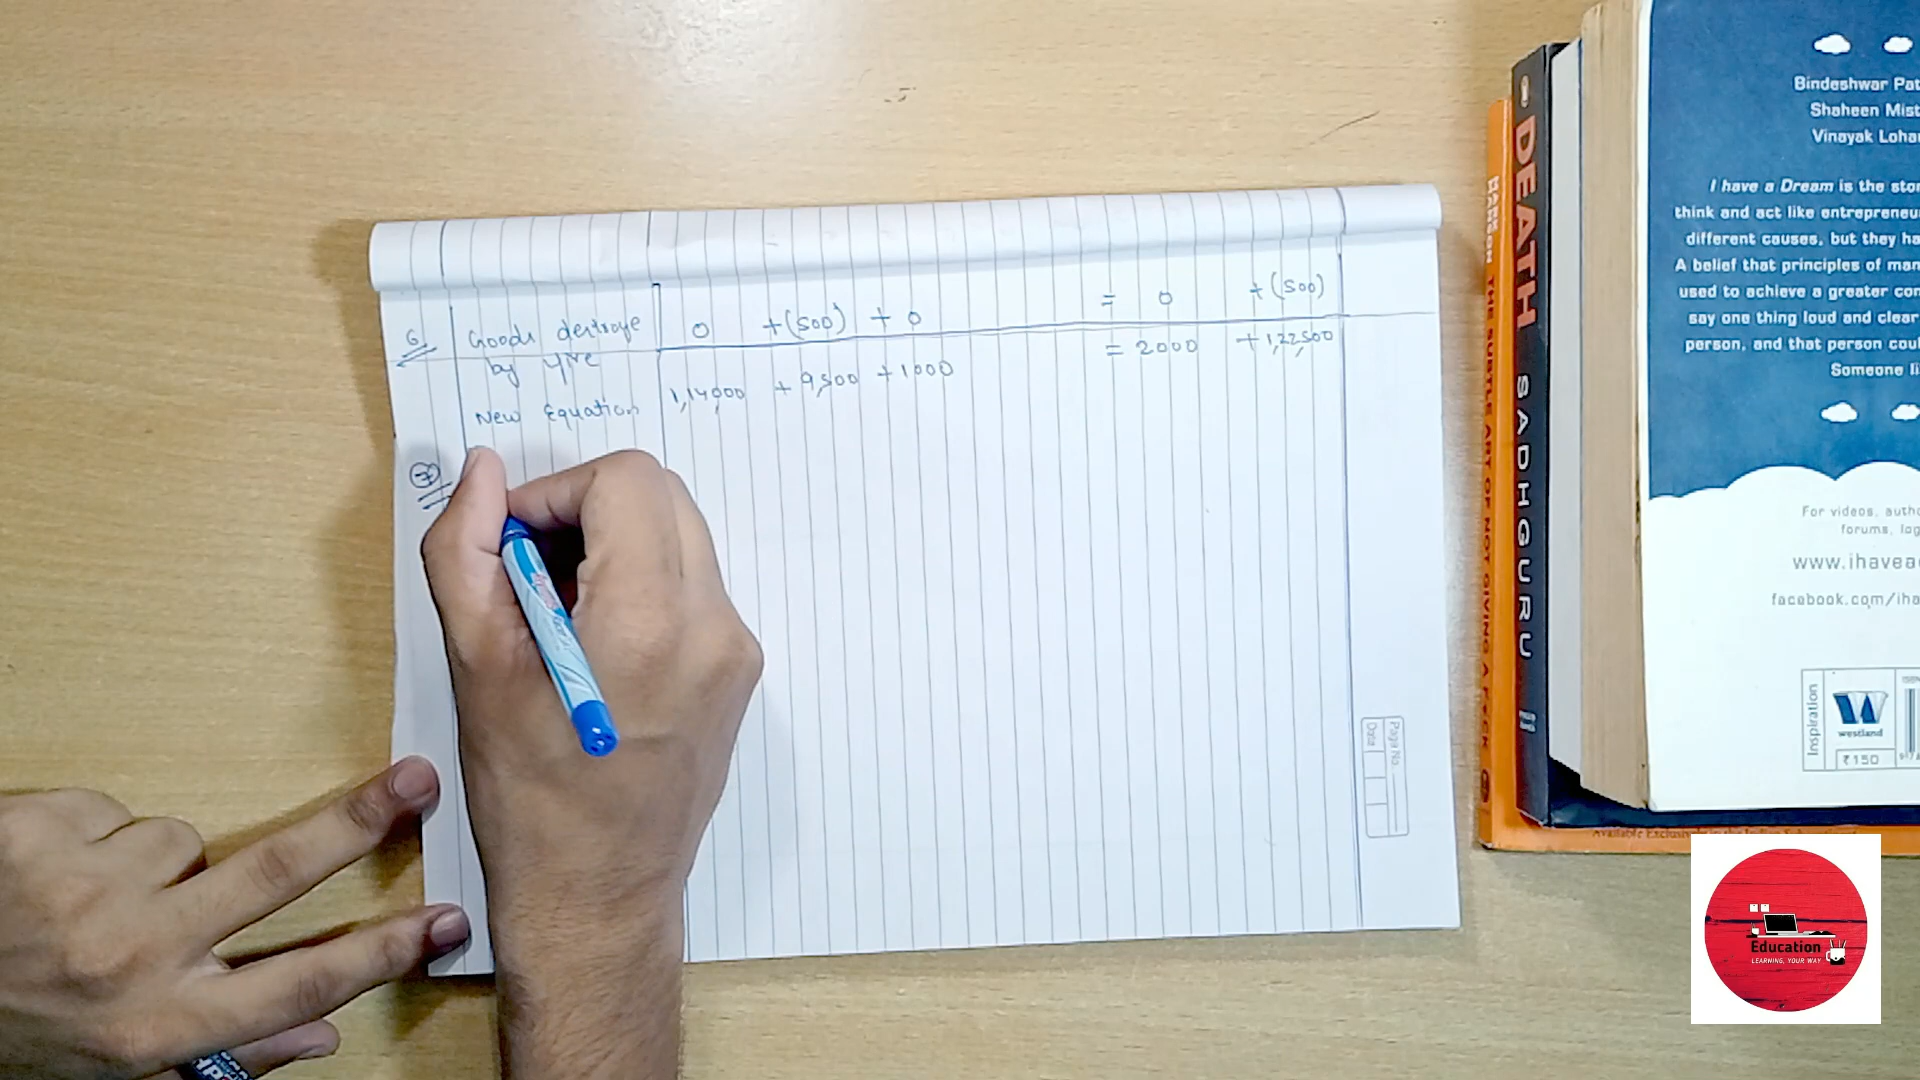 6 Goods destroye 0 +(500) + 0 = 0 +(500)
by fire
New Equation 1,14,000 + 9,500 + 1000 = 2000 + 1,22,500
7
Page No.
Date
THE SUBTLE ART OF NOT GIVING A F*CK
DEATH SADHGURU
Bindeshwar Pat
Shaheen Mist
Vinayak Loha
I have a Dream is the stor
think and act like entrepreneu
different causes, but they ha
A belief that principles of man
used to achieve a greater con
say one thing loud and clear
person, and that person coul
Someone li
For videos, autho
forums, log
www.ihavea
facebook.com/iha
Inspiration
westland
₹150
Education
LEARNING, YOUR WAY